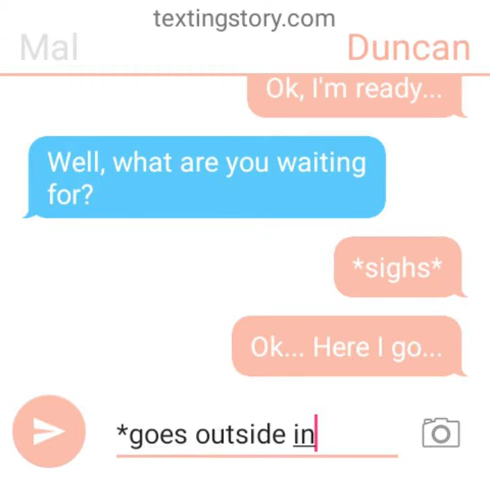 textingstory.com
Mal
Duncan
Ok, I'm ready...
Well, what are you waiting
for?
*sighs*
Ok... Here I go...
*goes outside in